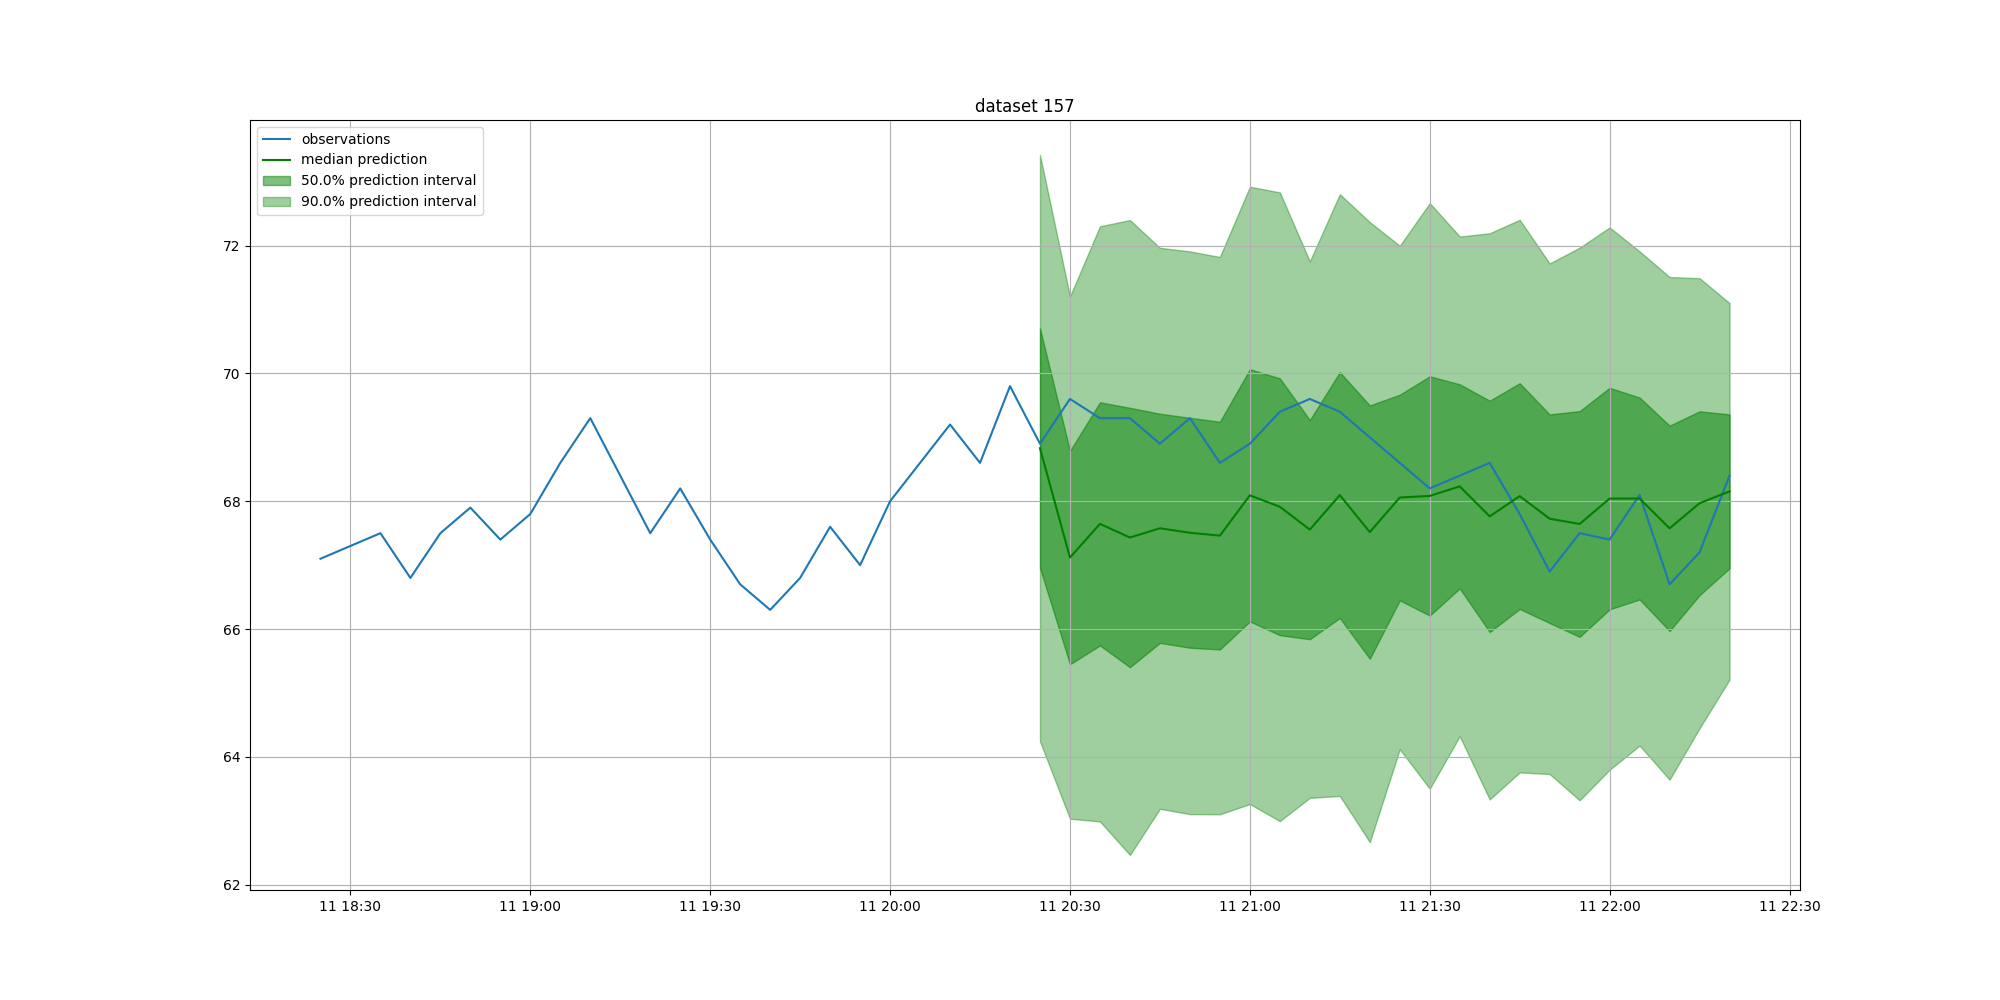 dataset 157
observations
median prediction
50.0% prediction interval
90.0% prediction interval
72
70
68
66
64
62
11 18:30 11 19:00 11 19:30 11 20:00 11 20:30 11 21:00 11 21:30 11 22:00 11 22:30